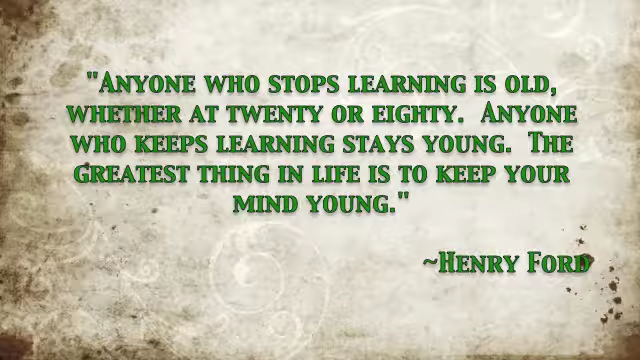 "Anyone who stops learning is old,
whether at twenty or eighty.  Anyone
who keeps learning stays young.  The
greatest thing in life is to keep your
mind young."
~Henry Ford